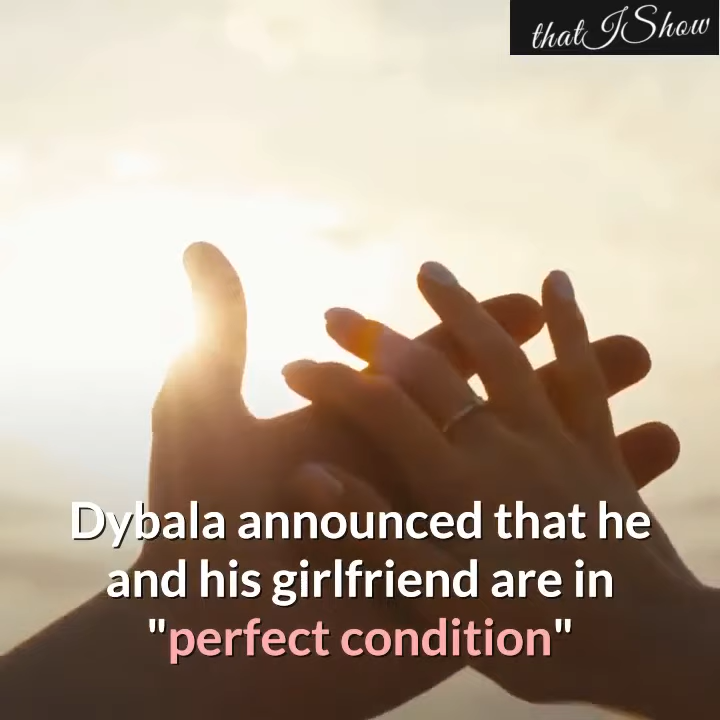 thatJShow
Dybala announced that he
and his girlfriend are in
"perfect condition"